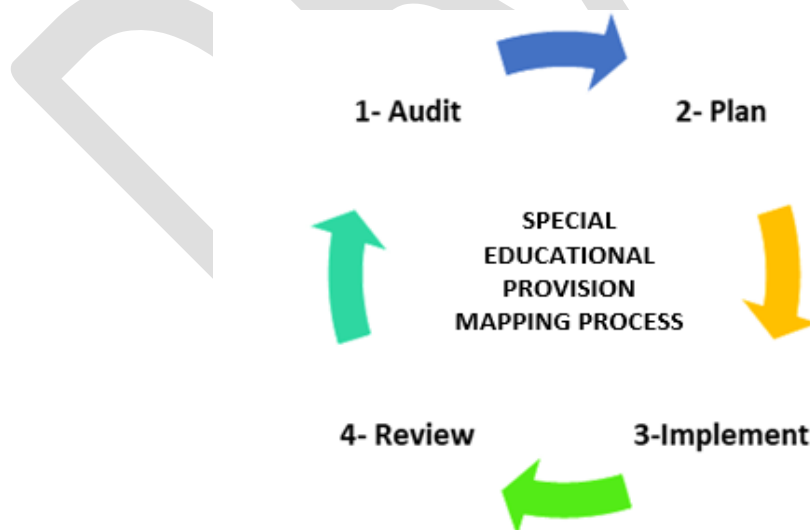 1- Audit
2- Plan
SPECIAL
EDUCATIONAL
PROVISION
MAPPING PROCESS
4- Review
3-Implement